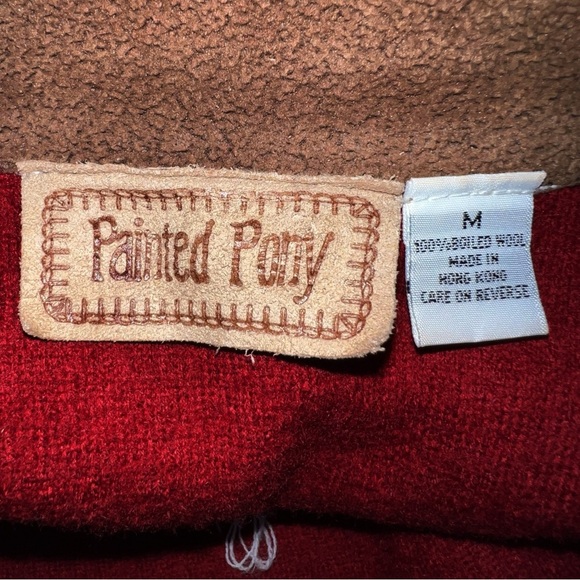 Painted Pony
M
100% BOILED WOOL
MADE IN
HONG KONG
CARE ON REVERSE